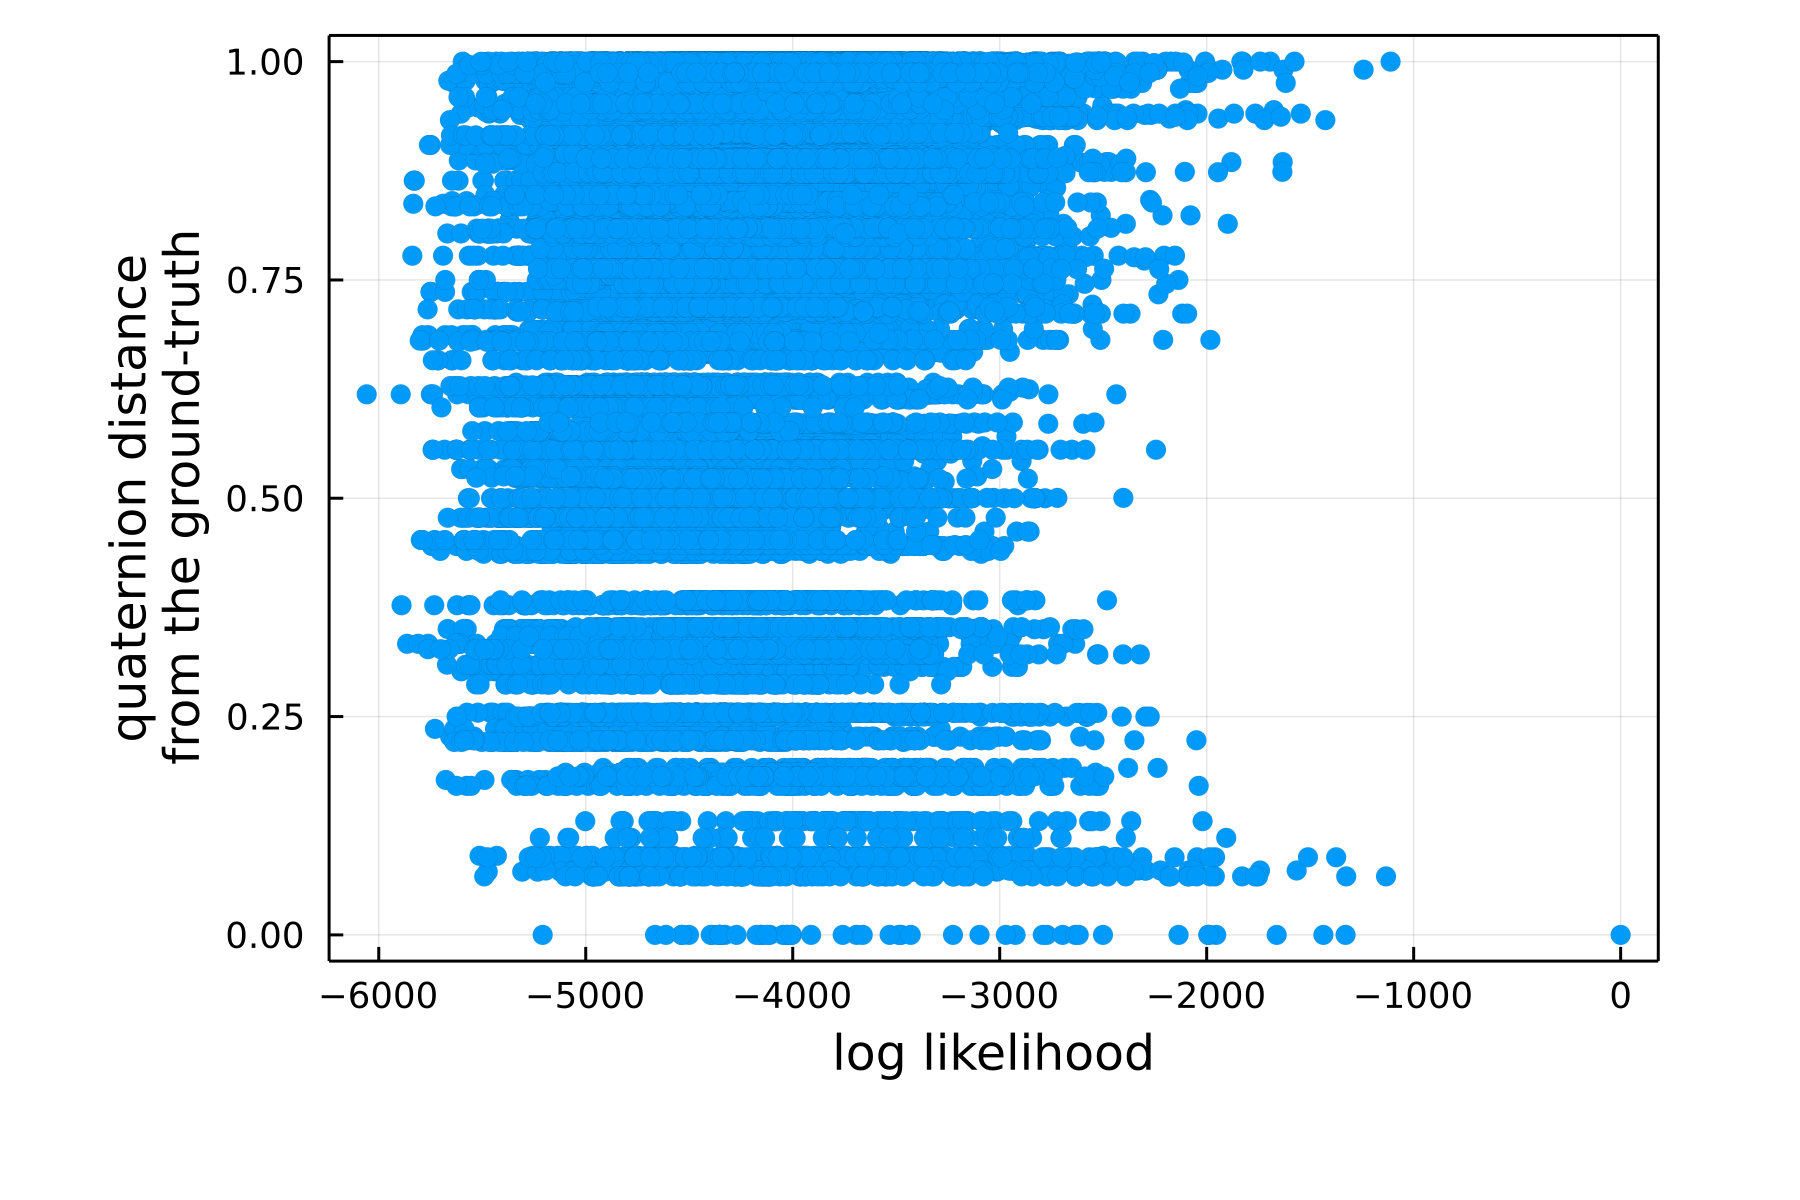 quaternion distance
from the ground-truth
1.00
0.75
0.50
0.25
0.00
−6000 −5000 −4000 −3000 −2000 −1000 0
log likelihood